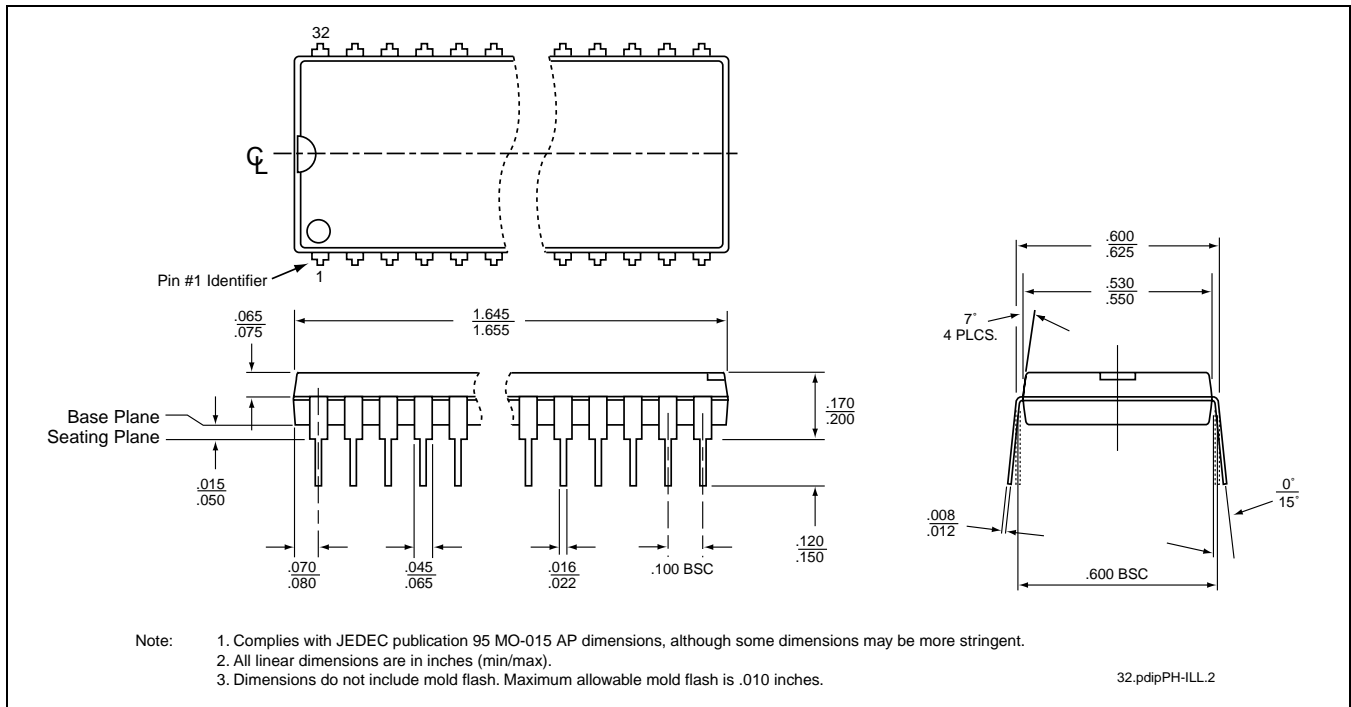 32
℄
Pin #1 Identifier
1
.065
.075
1.645
1.655
Base Plane
Seating Plane
.015
.050
.070
.080
.045
.065
.016
.022
.100 BSC
.170
.200
.120
.150
.600
.625
.530
.550
7°
4 PLCS.
.008
.012
0°
15°
.600 BSC
Note:
1. Complies with JEDEC publication 95 MO-015 AP dimensions, although some dimensions may be more stringent.
2. All linear dimensions are in inches (min/max).
3. Dimensions do not include mold flash. Maximum allowable mold flash is .010 inches.
32.pdipPH-ILL.2